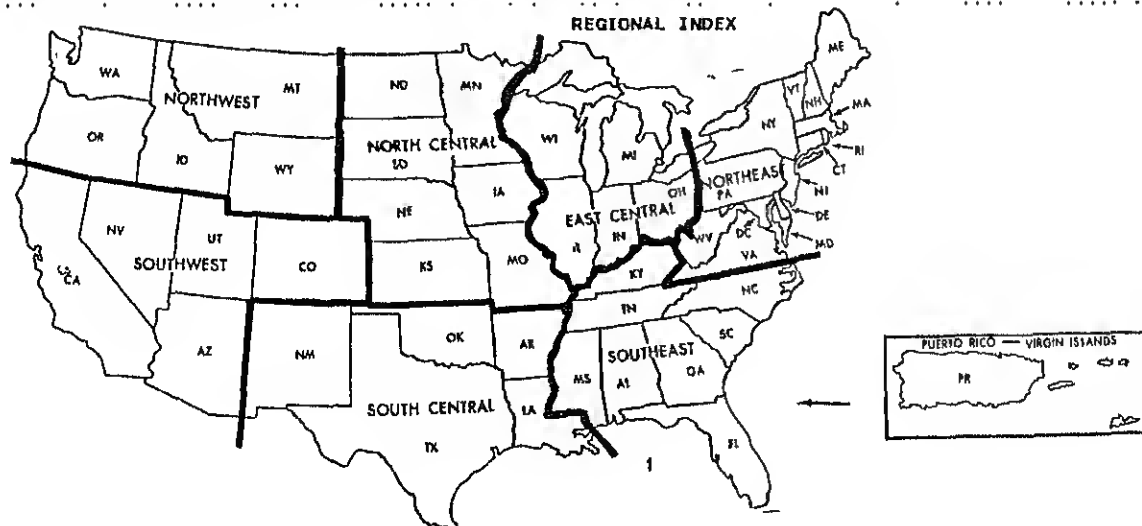 REGIONAL INDEX
ME
WA
MT
ND
MN
VT
NH
MA
NORTHWEST
NY
OR
WI
NORTH CENTRAL
MI
RI
ID
WY
CT
IA
OH
NORTHEAST
PA
NJ
NE
EAST CENTRAL
DE
NV
UT
IN
WV
DC
MD
SOUTHWEST
CO
KS
MO
VA
KY
CA
TN
NC
AZ
NM
OK
AR
SC
SOUTHEAST
MS
GA
SOUTH CENTRAL
LA
TX
FL
1
PUERTO RICO — VIRGIN ISLANDS
PR